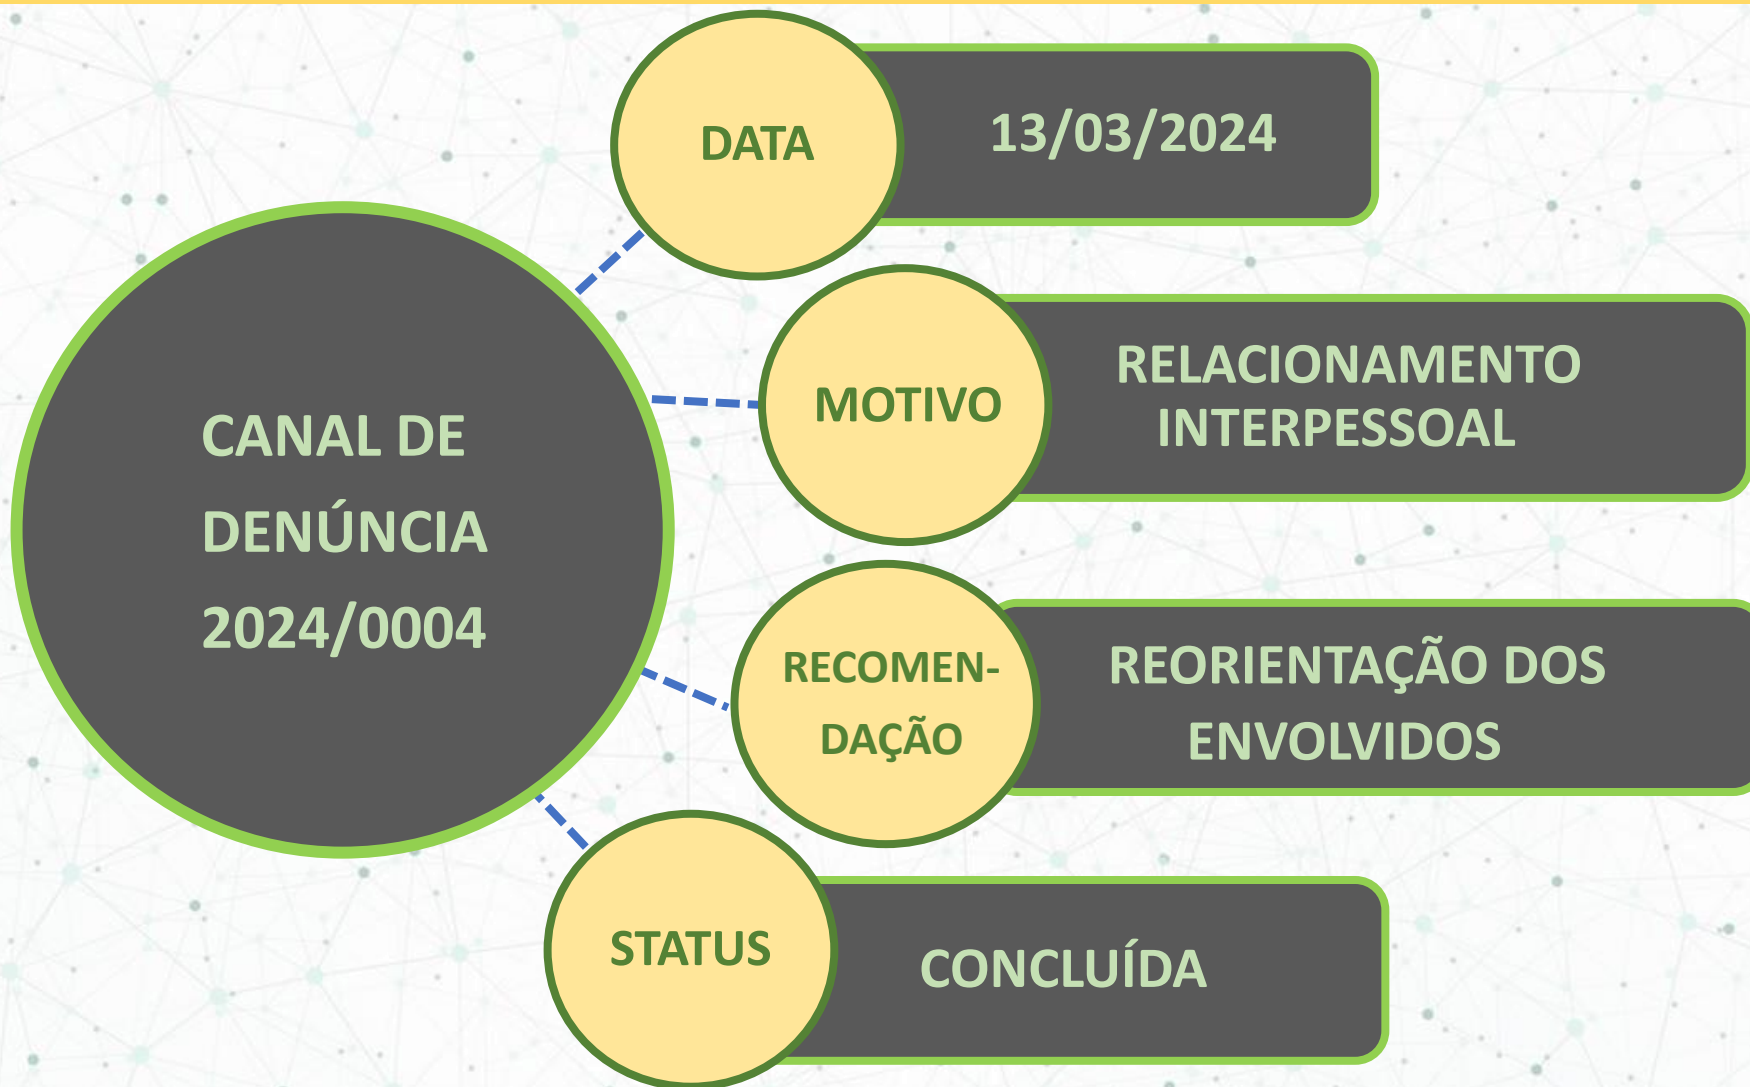 CANAL DE
DENÚNCIA
2024/0004
DATA
13/03/2024
MOTIVO
RELACIONAMENTO
INTERPESSOAL
RECOMEN-
DAÇÃO
REORIENTAÇÃO DOS
ENVOLVIDOS
STATUS
CONCLUÍDA